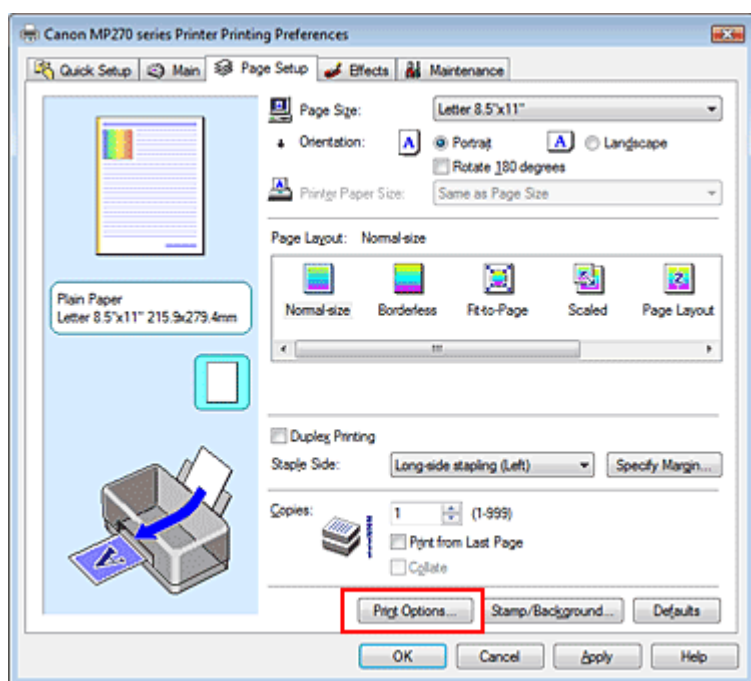 Canon MP270 series Printer Printing Preferences
Quick Setup Main Page Setup Effects Maintenance
Page Size: Letter 8.5"x11"
Orientation: A Portrait A Landscape
Rotate 180 degrees
Printer Paper Size: Same as Page Size
Page Layout: Normal-size
Normal-size Borderless Fit-to-Page Scaled Page Layout
Plain Paper
Letter 8.5"x11" 215.9x279.4mm
Duplex Printing
Staple Side: Long-side stapling (Left) Specify Margin...
Copies: 1 (1-999)
Print from Last Page
Collate
Print Options... Stamp/Background... Defaults
OK Cancel Apply Help